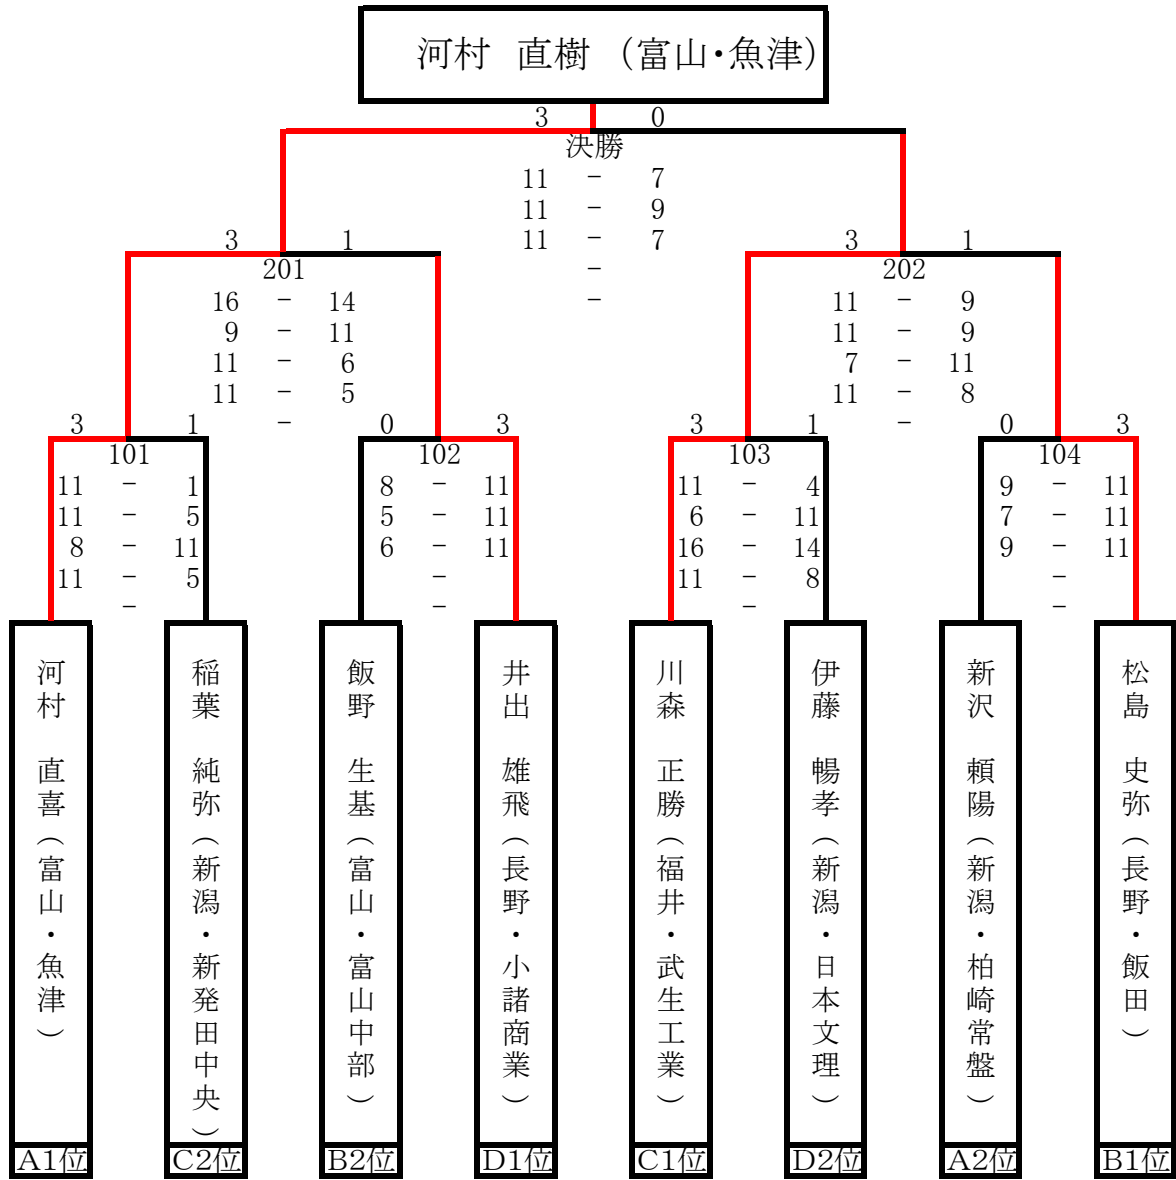 河村 直樹 (富山・魚津)
3 0
決勝
11 - 7
11 - 9
11 - 7
-
-
3 1
201
16 - 14
9 - 11
11 - 6
11 - 5
-
3 1
202
11 - 9
11 - 9
7 - 11
11 - 8
-
3 1
101
11 - 1
11 - 5
8 - 11
11 - 5
-
0 3
102
8 - 11
5 - 11
6 - 11
-
-
3 1
103
11 - 4
6 - 11
16 - 14
11 - 8
-
0 3
104
9 - 11
7 - 11
9 - 11
-
-
河村 直喜(富山・魚津)
稲葉 純弥(新潟・新発田中央)
飯野 生基(富山・富山中部)
井出 雄飛(長野・小諸商業)
川森 正勝(福井・武生工業)
伊藤 暢孝(新潟・日本文理)
新沢 頼陽(新潟・柏崎常盤)
松島 史弥(長野・飯田)
A1位
C2位
B2位
D1位
C1位
D2位
A2位
B1位